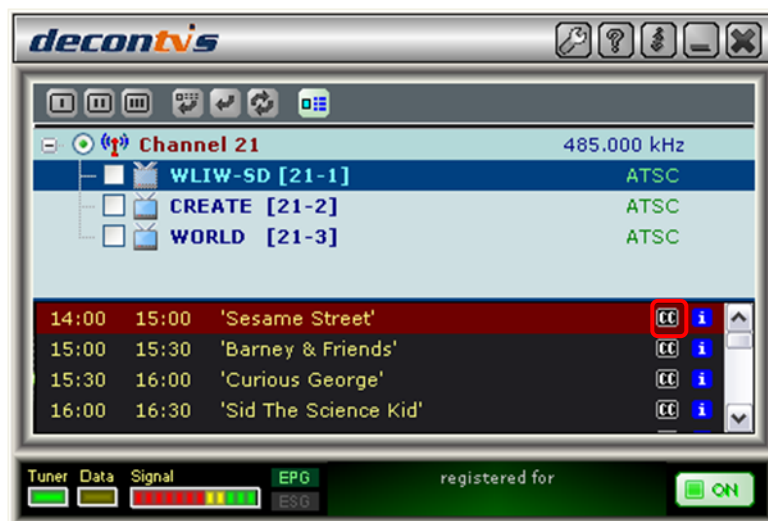 decontvis
Channel 21 485.000 kHz
WLIW-SD [21-1] ATSC
CREATE [21-2] ATSC
WORLD [21-3] ATSC
14:00 15:00 'Sesame Street' CC i
15:00 15:30 'Barney & Friends' CC i
15:30 16:00 'Curious George' CC i
16:00 16:30 'Sid The Science Kid' CC i
Tuner Data Signal EPG registered for ON
ESG